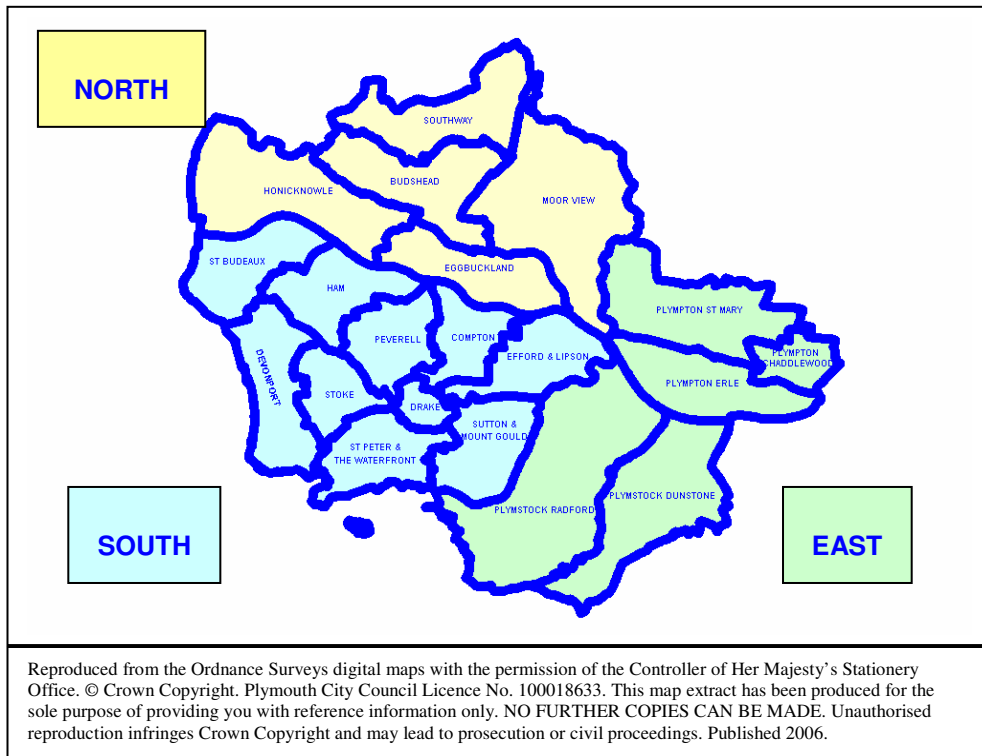 NORTH
SOUTHWAY
BUDSHEAD
HONICKNOWLE
MOOR VIEW
ST BUDEAUX
EGGBUCKLAND
HAM
PLYMPTON ST MARY
PEVERELL
COMPTON
EFFORD & LIPSON
PLYMPTON
CHADDLEWOOD
DEVONPORT
PLYMPTON ERLE
STOKE
DRAKE
SUTTON &
MOUNT GOULD
ST PETER &
THE WATERFRONT
PLYMSTOCK DUNSTONE
PLYMSTOCK RADFORD
SOUTH
EAST
Reproduced from the Ordnance Surveys digital maps with the permission of the Controller of Her Majesty's Stationery
Office. © Crown Copyright. Plymouth City Council Licence No. 100018633. This map extract has been produced for the
sole purpose of providing you with reference information only. NO FURTHER COPIES CAN BE MADE. Unauthorised
reproduction infringes Crown Copyright and may lead to prosecution or civil proceedings. Published 2006.